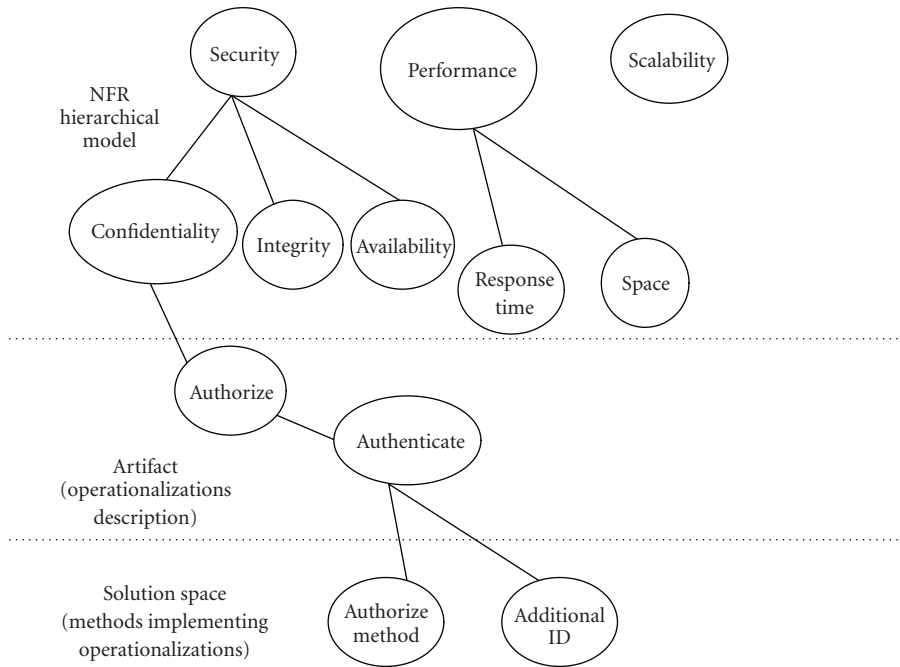 Security
Performance
Scalability
NFR
hierarchical
model
Confidentiality
Integrity
Availability
Response
time
Space
Authorize
Authenticate
Artifact
(operationalizations
description)
Solution space
(methods implementing
operationalizations)
Authorize
method
Additional
ID